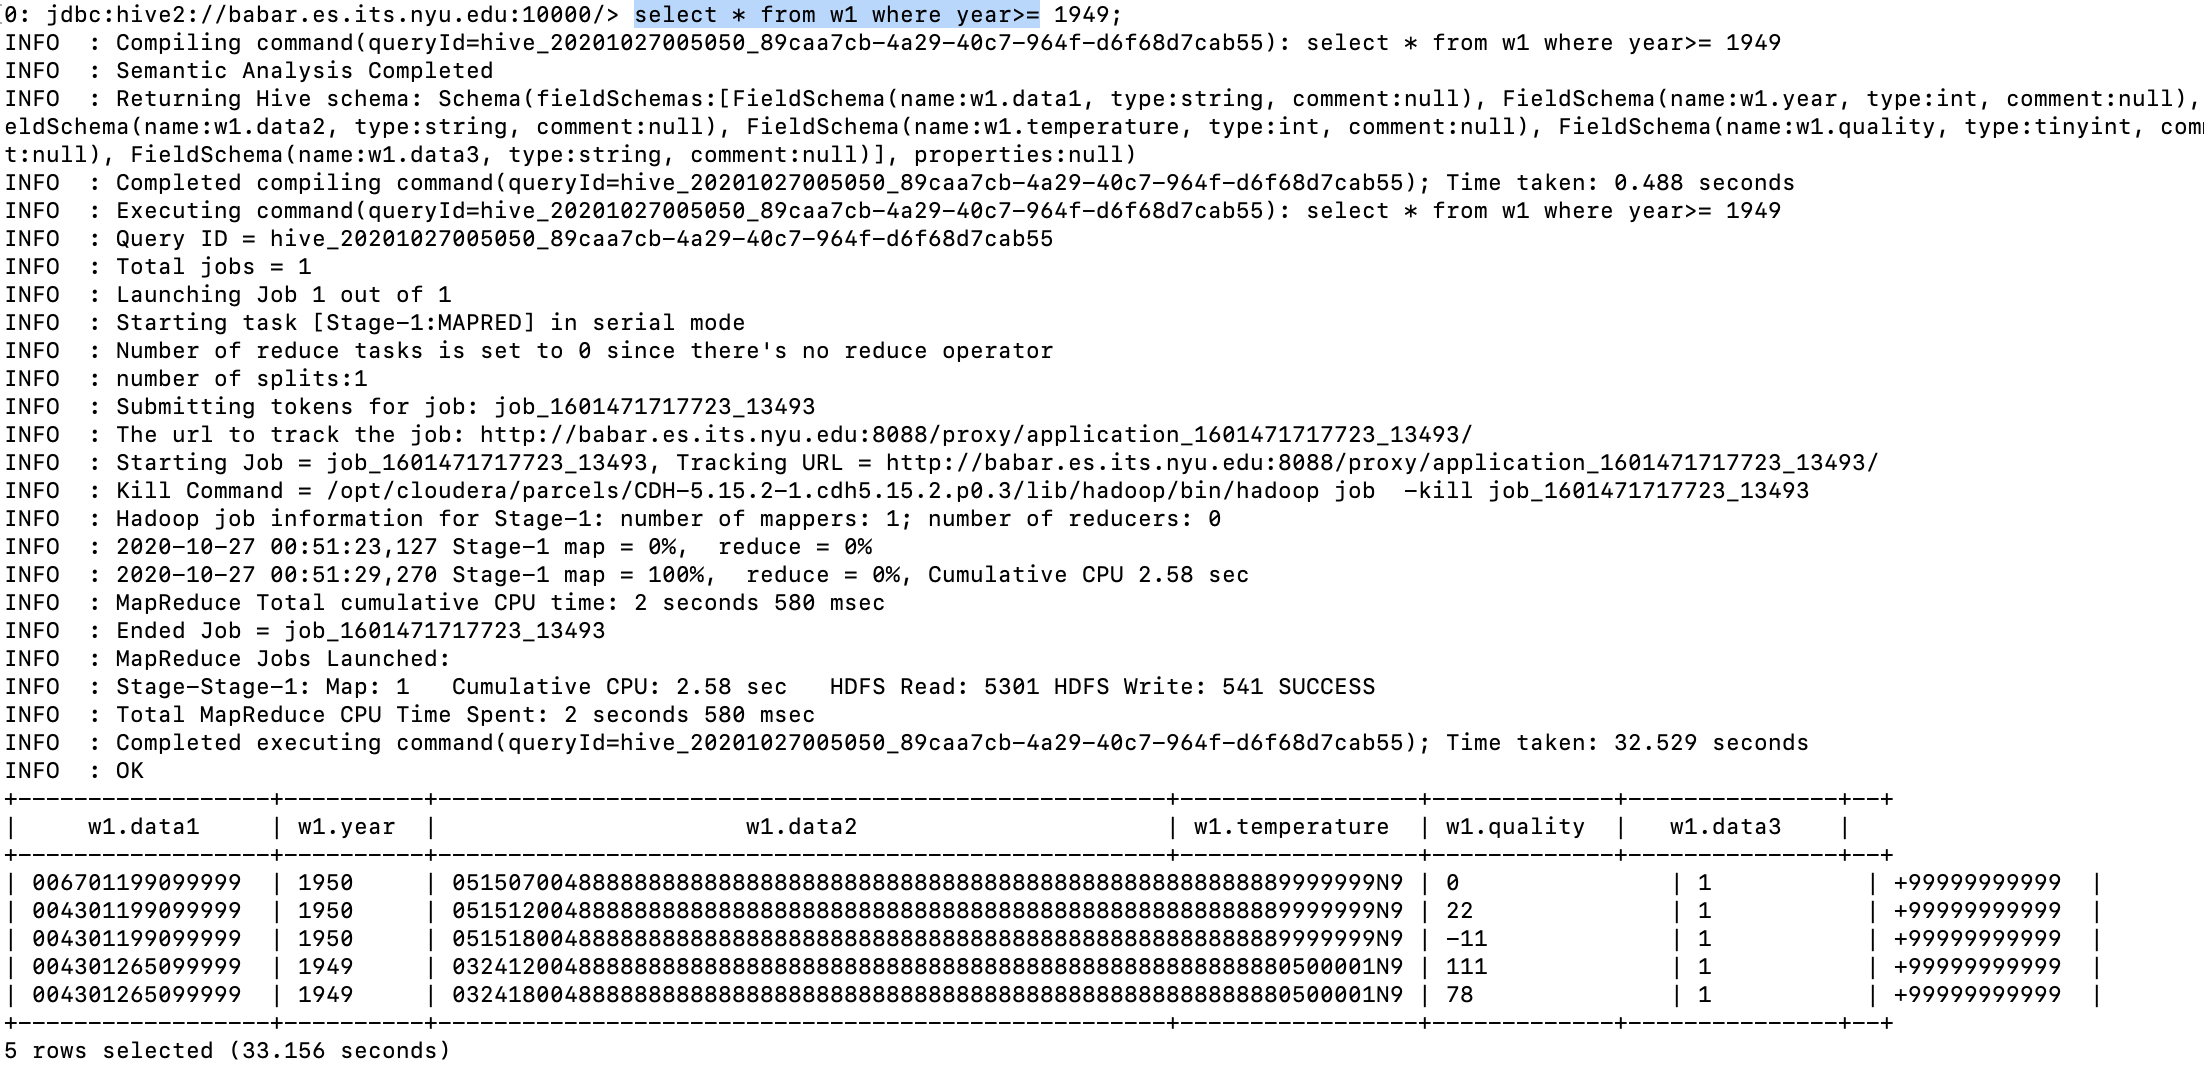 0: jdbc:hive2://babar.es.its.nyu.edu:10000/> select * from w1 where year>= 1949;
INFO  : Compiling command(queryId=hive_20201027005050_89caa7cb-4a29-40c7-964f-d6f68d7cab55): select * from w1 where year>= 1949
INFO  : Semantic Analysis Completed
INFO  : Returning Hive schema: Schema(fieldSchemas:[FieldSchema(name:w1.data1, type:string, comment:null), FieldSchema(name:w1.year, type:int, comment:null),
eldSchema(name:w1.data2, type:string, comment:null), FieldSchema(name:w1.temperature, type:int, comment:null), FieldSchema(name:w1.quality, type:tinyint, com
t:null), FieldSchema(name:w1.data3, type:string, comment:null)], properties:null)
INFO  : Completed compiling command(queryId=hive_20201027005050_89caa7cb-4a29-40c7-964f-d6f68d7cab55); Time taken: 0.488 seconds
INFO  : Executing command(queryId=hive_20201027005050_89caa7cb-4a29-40c7-964f-d6f68d7cab55): select * from w1 where year>= 1949
INFO  : Query ID = hive_20201027005050_89caa7cb-4a29-40c7-964f-d6f68d7cab55
INFO  : Total jobs = 1
INFO  : Launching Job 1 out of 1
INFO  : Starting task [Stage-1:MAPRED] in serial mode
INFO  : Number of reduce tasks is set to 0 since there's no reduce operator
INFO  : number of splits:1
INFO  : Submitting tokens for job: job_1601471717723_13493
INFO  : The url to track the job: http://babar.es.its.nyu.edu:8088/proxy/application_1601471717723_13493/
INFO  : Starting Job = job_1601471717723_13493, Tracking URL = http://babar.es.its.nyu.edu:8088/proxy/application_1601471717723_13493/
INFO  : Kill Command = /opt/cloudera/parcels/CDH-5.15.2-1.cdh5.15.2.p0.3/lib/hadoop/bin/hadoop job  -kill job_1601471717723_13493
INFO  : Hadoop job information for Stage-1: number of mappers: 1; number of reducers: 0
INFO  : 2020-10-27 00:51:23,127 Stage-1 map = 0%,  reduce = 0%
INFO  : 2020-10-27 00:51:29,270 Stage-1 map = 100%,  reduce = 0%, Cumulative CPU 2.58 sec
INFO  : MapReduce Total cumulative CPU time: 2 seconds 580 msec
INFO  : Ended Job = job_1601471717723_13493
INFO  : MapReduce Jobs Launched:
INFO  : Stage-Stage-1: Map: 1   Cumulative CPU: 2.58 sec   HDFS Read: 5301 HDFS Write: 541 SUCCESS
INFO  : Total MapReduce CPU Time Spent: 2 seconds 580 msec
INFO  : Completed executing command(queryId=hive_20201027005050_89caa7cb-4a29-40c7-964f-d6f68d7cab55); Time taken: 32.529 seconds
INFO  : OK
+------------------+----------+----------------------------------------------------+-----------------+-------------+---------------+--+
|     w1.data1     | w1.year  |                      w1.data2                      | w1.temperature  | w1.quality  |   w1.data3    |
+------------------+----------+----------------------------------------------------+-----------------+-------------+---------------+--+
| 006701199099999  | 1950     | 05150700488888888888888888888888888888888888888888888888888889999999N9 | 0               | 1           | +99999999999  |
| 004301199099999  | 1950     | 05151200488888888888888888888888888888888888888888888888888889999999N9 | 22              | 1           | +99999999999  |
| 004301199099999  | 1950     | 05151800488888888888888888888888888888888888888888888888888889999999N9 | -11             | 1           | +99999999999  |
| 004301265099999  | 1949     | 03241200488888888888888888888888888888888888888888888888888880500001N9 | 111             | 1           | +99999999999  |
| 004301265099999  | 1949     | 03241800488888888888888888888888888888888888888888888888888880500001N9 | 78              | 1           | +99999999999  |
+------------------+----------+----------------------------------------------------+-----------------+-------------+---------------+--+
5 rows selected (33.156 seconds)